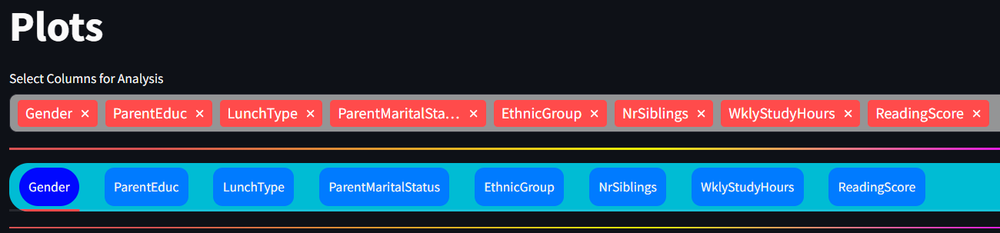 Plots
Select Columns for Analysis
Gender × ParentEduc × LunchType × ParentMaritalSta... × EthnicGroup × NrSiblings × WklyStudyHours × ReadingScore ×
Gender ParentEduc LunchType ParentMaritalStatus EthnicGroup NrSiblings WklyStudyHours ReadingScore